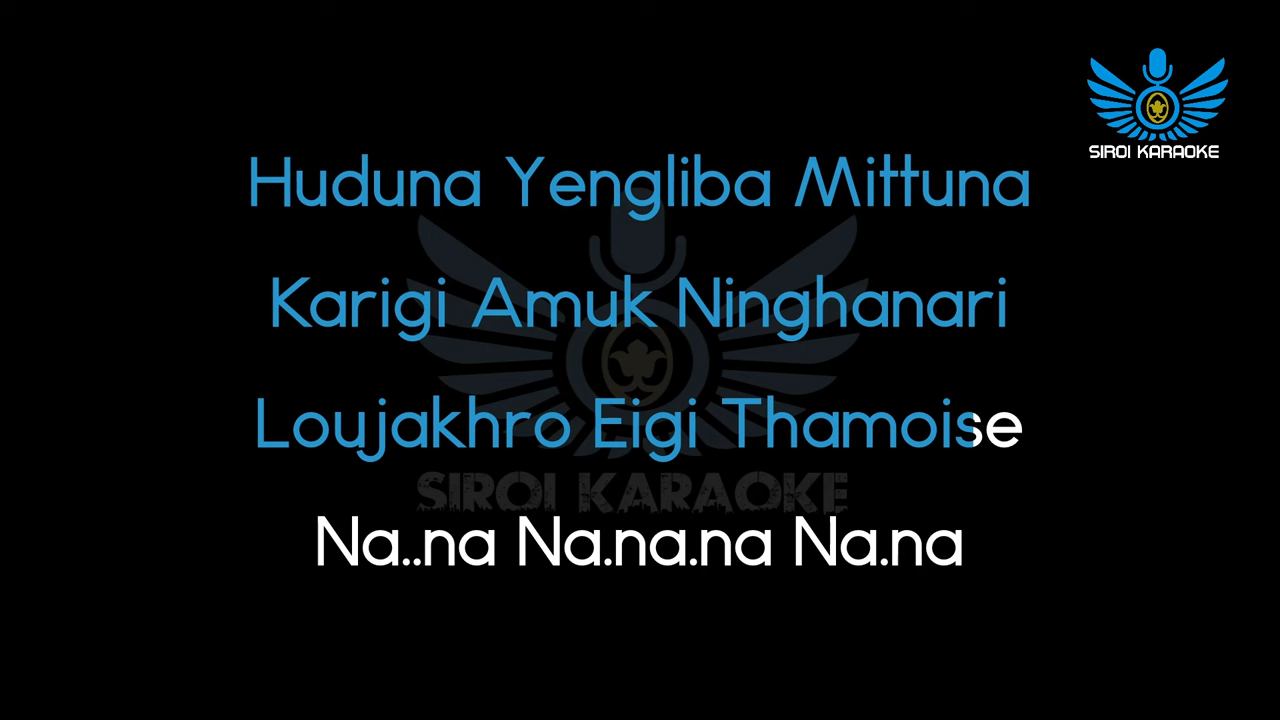 SIROI KARAOKE
Huduna Yengliba Mittuna
Karigi Amuk Ninghanari
Loujakhro Eigi Thamoise
SIROI KARAOKE
Na..na Na.na.na Na.na